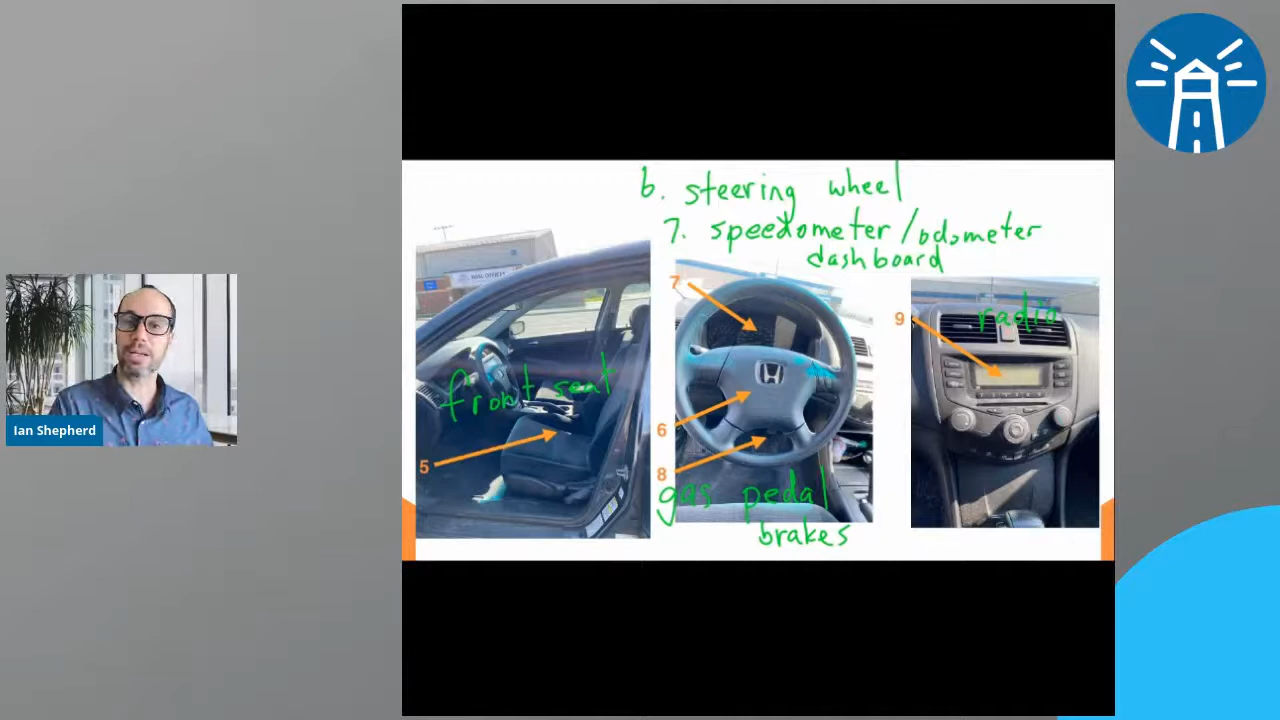 6. steering wheel
7. speedometer/odometer
dashboard
7
9
radio
front seat
6
5
8
gas pedal
brakes
Ian Shepherd